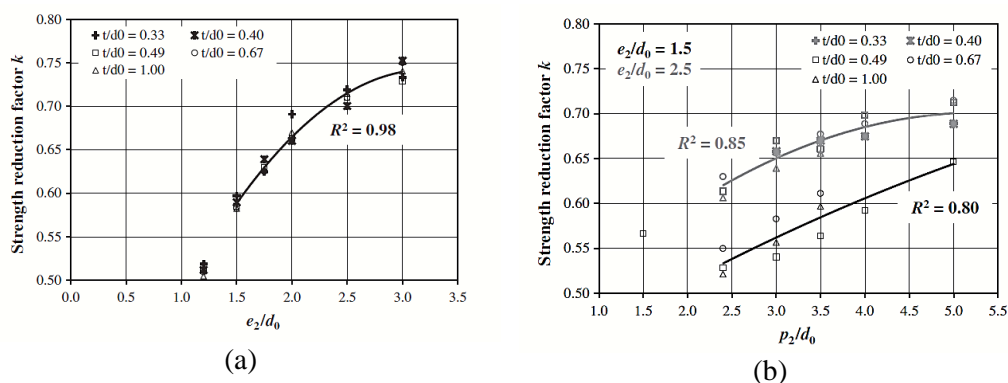 Strength reduction factor k
0.80
0.75
0.70
0.65
0.60
0.55
0.50
t/d0 = 0.33
t/d0 = 0.40
t/d0 = 0.49
t/d0 = 0.67
t/d0 = 1.00
R² = 0.98
0.0 0.5 1.0 1.5 2.0 2.5 3.0 3.5
e₂/d₀
(a)
Strength reduction factor k
0.80
0.75
0.70
0.65
0.60
0.55
0.50
e₂/d₀ = 1.5
e₂/d₀ = 2.5
t/d0 = 0.33
t/d0 = 0.40
t/d0 = 0.49
t/d0 = 0.67
t/d0 = 1.00
R² = 0.85
R² = 0.80
1.0 1.5 2.0 2.5 3.0 3.5 4.0 4.5 5.0 5.5
p₂/d₀
(b)